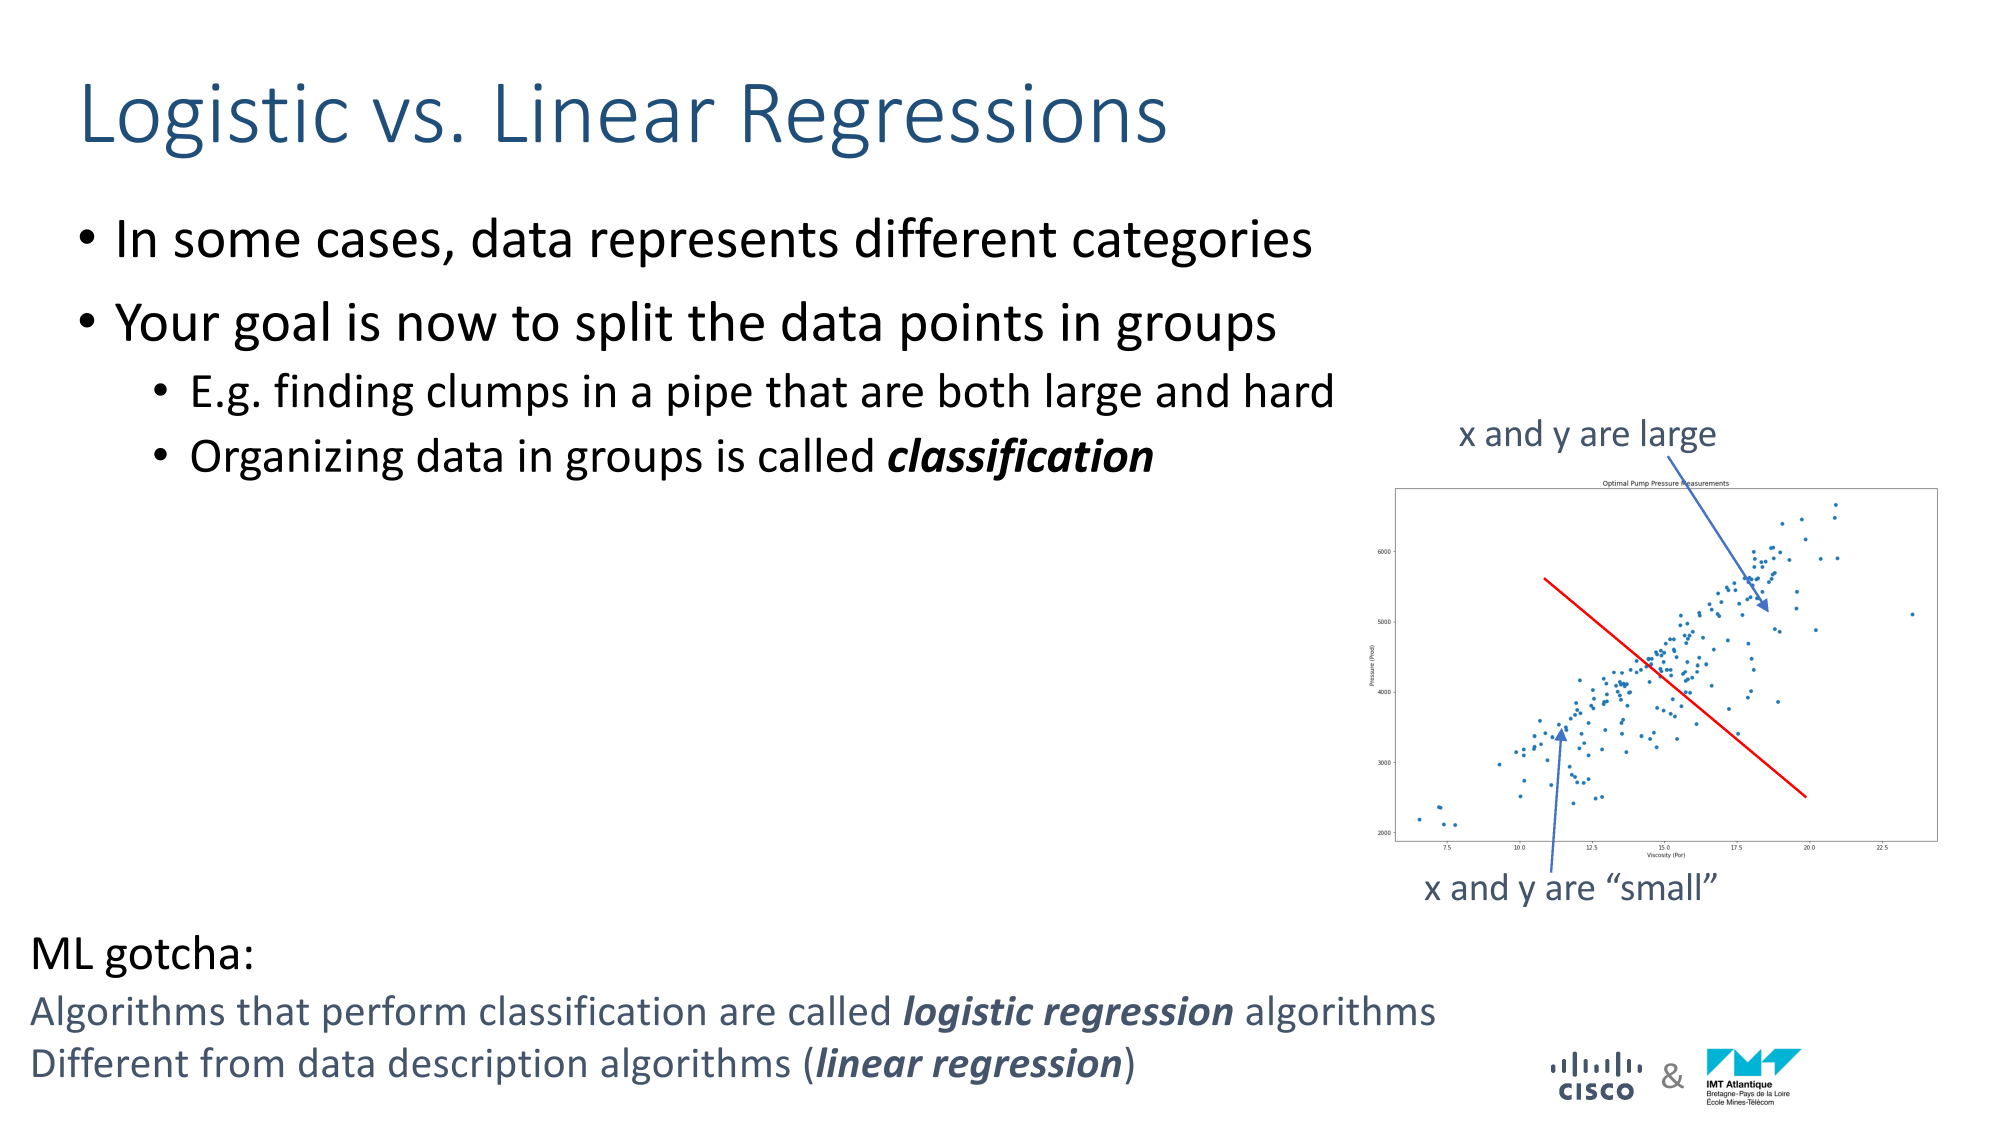 Logistic vs. Linear Regressions
• In some cases, data represents different categories
• Your goal is now to split the data points in groups
• E.g. finding clumps in a pipe that are both large and hard
• Organizing data in groups is called classification
x and y are large
Optimal Pump Pressure Measurements
6000
5000
4000
3000
2000
Pressure (Prod)
7.5 10.0 12.5 15.0 17.5 20.0 22.5
Viscosity (Por)
x and y are “small”
ML gotcha:
Algorithms that perform classification are called logistic regression algorithms
Different from data description algorithms (linear regression)
CISCO
&
IMT Atlantique
Bretagne-Pays de la Loire
École Mines-Télécom